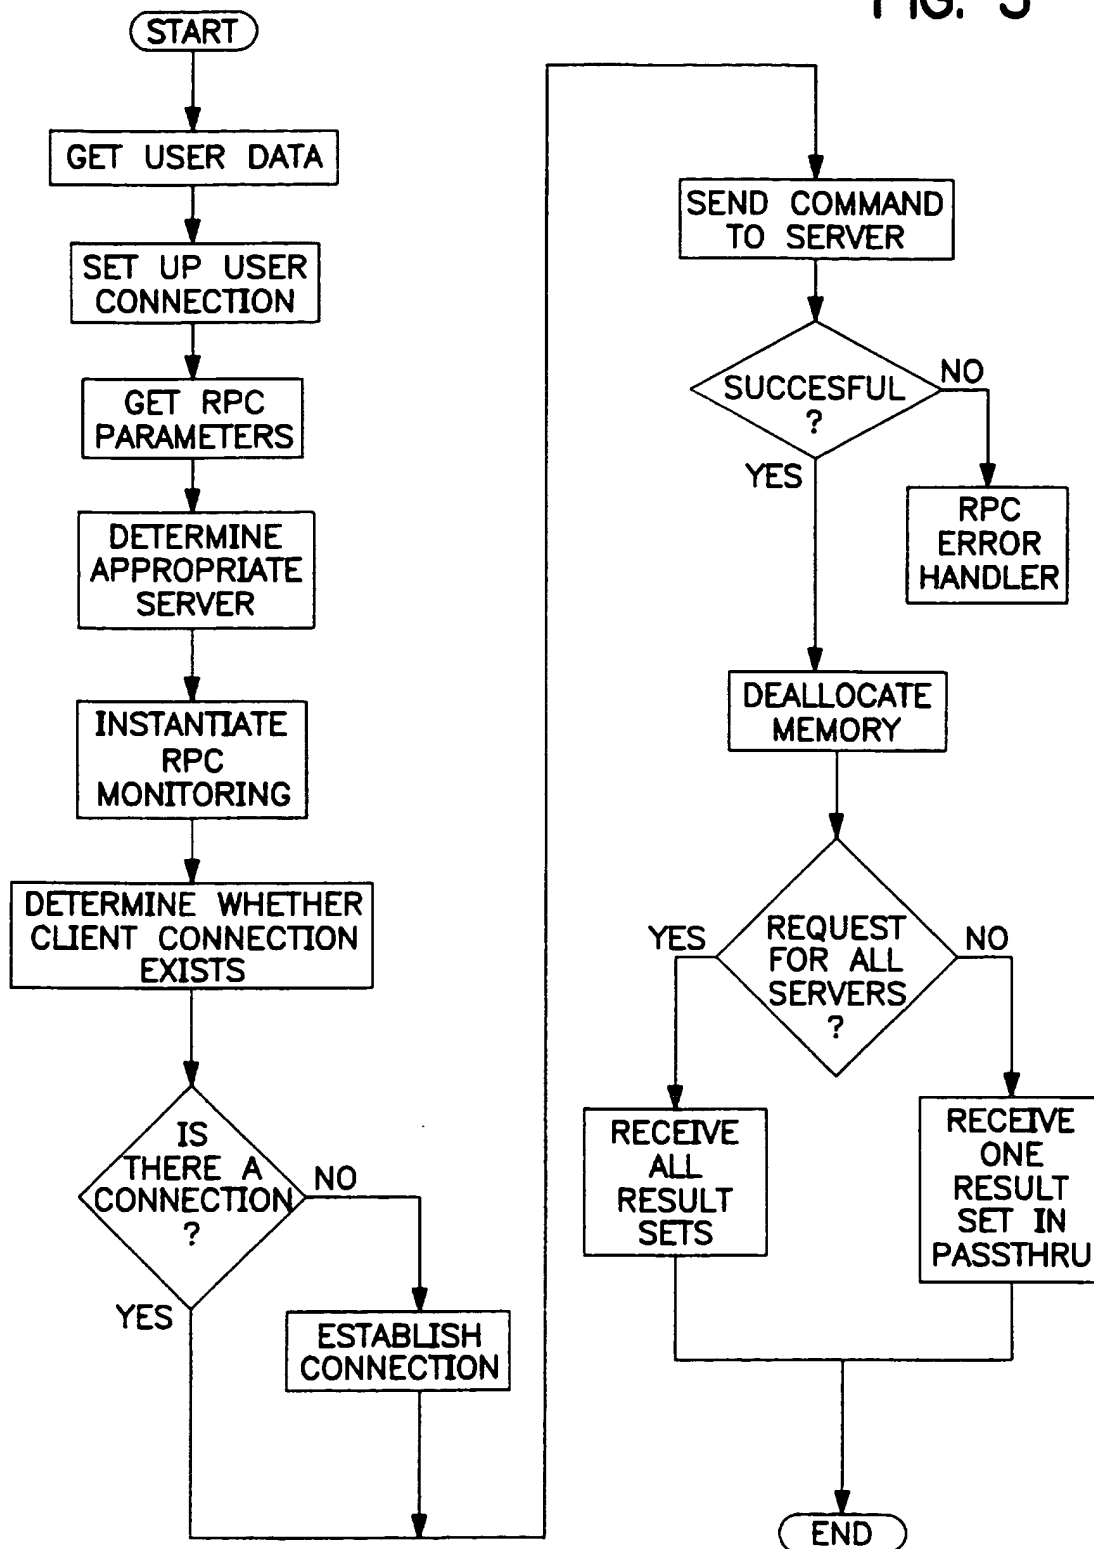 FIG. 3
START
GET USER DATA
SET UP USER
CONNECTION
GET RPC
PARAMETERS
DETERMINE
APPROPRIATE
SERVER
INSTANTIATE
RPC
MONITORING
DETERMINE WHETHER
CLIENT CONNECTION
EXISTS
IS
THERE A
CONNECTION
?
NO
YES
ESTABLISH
CONNECTION
SEND COMMAND
TO SERVER
SUCCESFUL
?
NO
YES
RPC
ERROR
HANDLER
DEALLOCATE
MEMORY
REQUEST
FOR ALL
SERVERS
?
YES
NO
RECEIVE
ALL
RESULT
SETS
RECEIVE
ONE
RESULT
SET IN
PASSTHRU
END